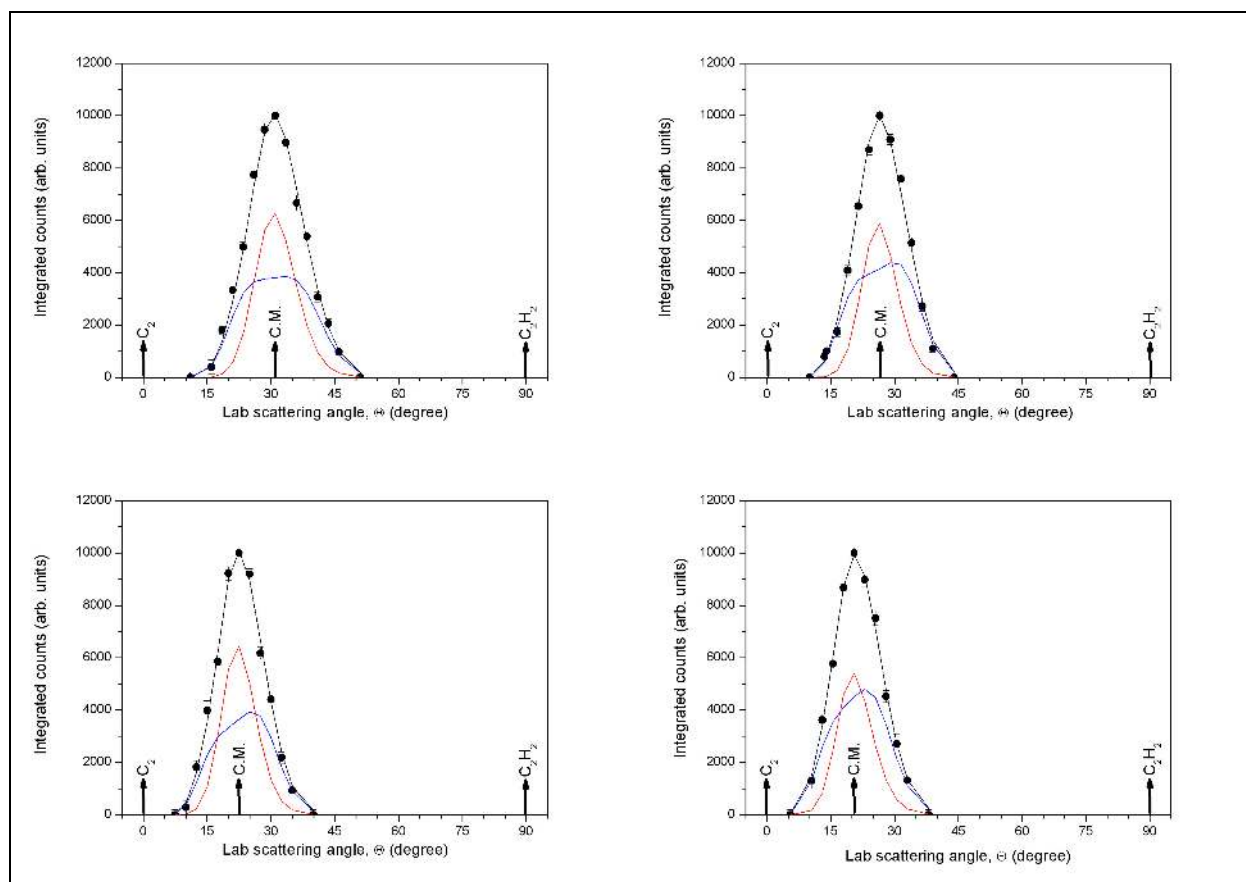 12000
10000
8000
6000
4000
2000
0
Integrated counts (arb. units)
C₂
C.M.
C₂H₂
0 15 30 45 60 75 90
Lab scattering angle, Θ (degree)
12000
10000
8000
6000
4000
2000
0
Integrated counts (arb. units)
C₂
C.M.
C₂H₂
0 15 30 45 60 75 90
Lab scattering angle, Θ (degree)
12000
10000
8000
6000
4000
2000
0
Integrated counts (arb. units)
C₂
C.M.
C₂H₂
0 15 30 45 60 75 90
Lab scattering angle, Θ (degree)
12000
10000
8000
6000
4000
2000
0
Integrated counts (arb. units)
C₂
C.M.
C₂H₂
0 15 30 45 60 75 90
Lab scattering angle, Θ (degree)